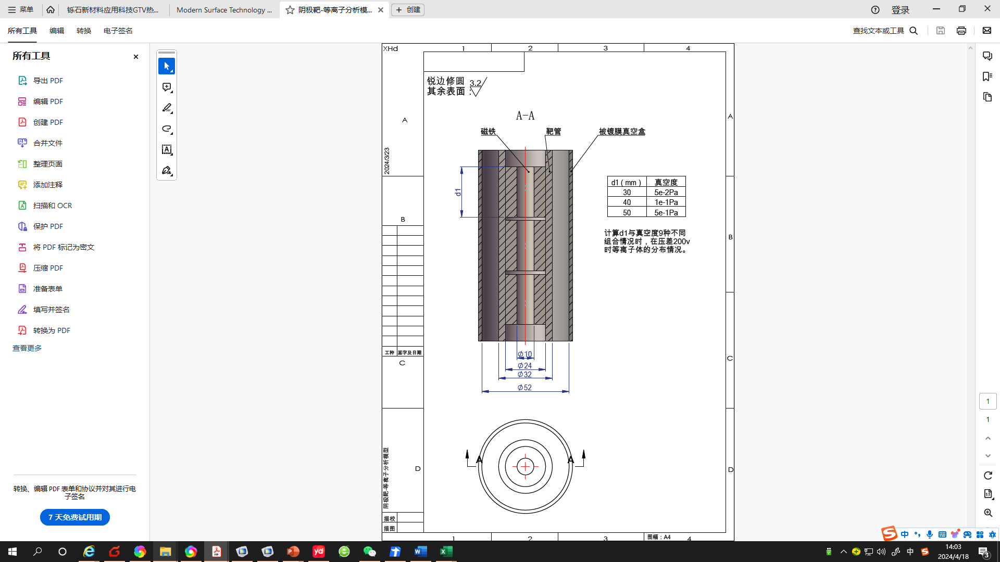 菜单
铄石新材料应用科技GTV热...
Modern Surface Technology ...
阴极靶-等离子分析模...
创建
登录
所有工具
编辑
转换
电子签名
查找文本或工具
所有工具
导出 PDF
编辑 PDF
创建 PDF
合并文件
整理页面
添加注释
扫描和 OCR
保护 PDF
将 PDF 标记为密文
压缩 PDF
准备表单
填写并签名
转换为 PDF
查看更多
转换、编辑 PDF 表单和协议并对其进行电
子签名
7 天免费试用期
XHd
1
2
3
4
锐边修圆
其余表面 :
3.2
A-A
A
A
磁铁
靶管
被镀膜真空盒
2024/3/23
d1
d1 ( mm )
真空度
30
5e-2Pa
40
1e-1Pa
50
5e-1Pa
B
B
计算d1与真空度9种不同
组合情况时，在压差200v
时等离子体的分布情况。
工种
签字及日期
C
C
∅10
∅24
∅32
∅52
A
A
D
D
阴极靶-等离子分析模型
描校
描图
1
2
3
图幅：A4
4
1
1
1:1
中
中
14:03
2024/4/18
3